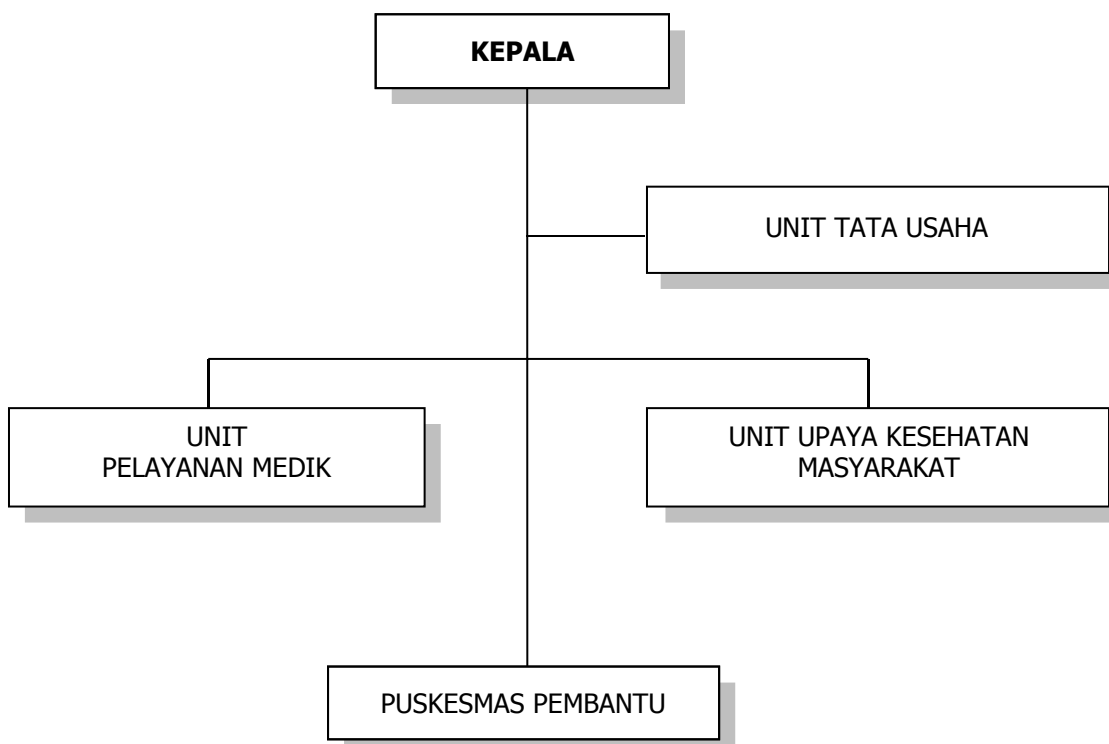 KEPALA
UNIT TATA USAHA
UNIT
PELAYANAN MEDIK
UNIT UPAYA KESEHATAN
MASYARAKAT
PUSKESMAS PEMBANTU